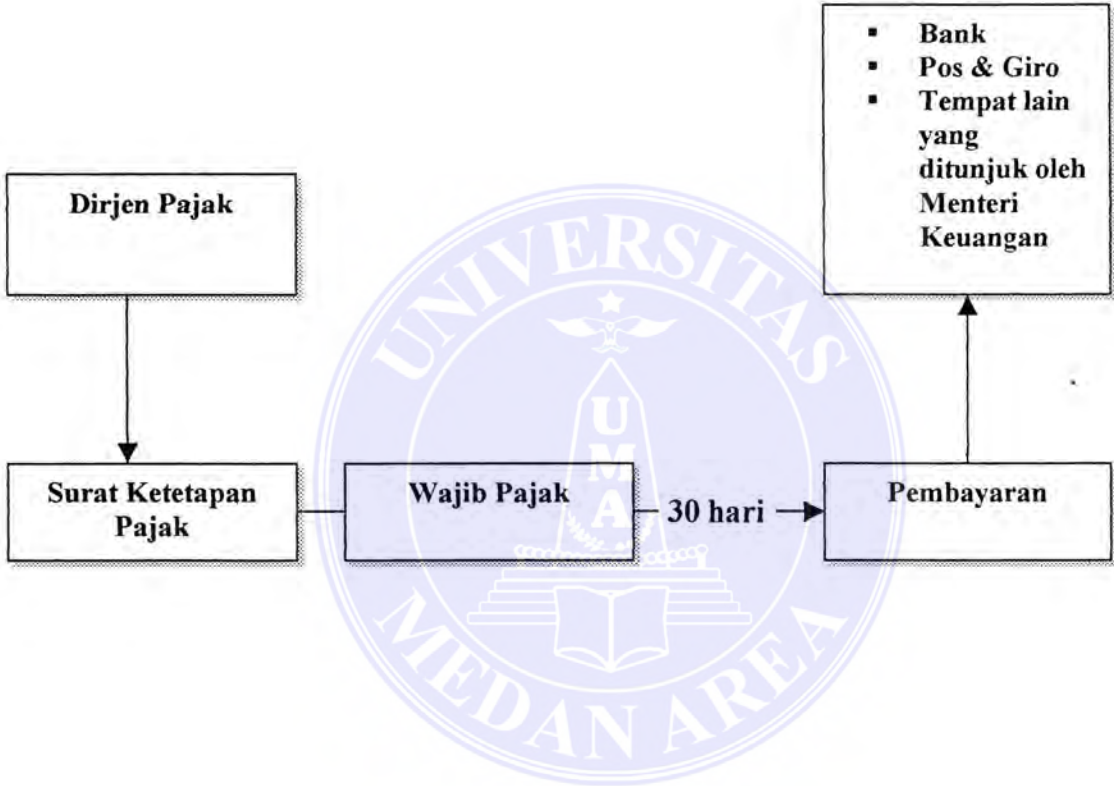 ▪ Bank
▪ Pos & Giro
▪ Tempat lain
yang
ditunjuk oleh
Menteri
Keuangan
Dirjen Pajak
Surat Ketetapan
Pajak
Wajib Pajak
30 hari
Pembayaran
UNIVERSITAS
UMA
MEDAN AREA